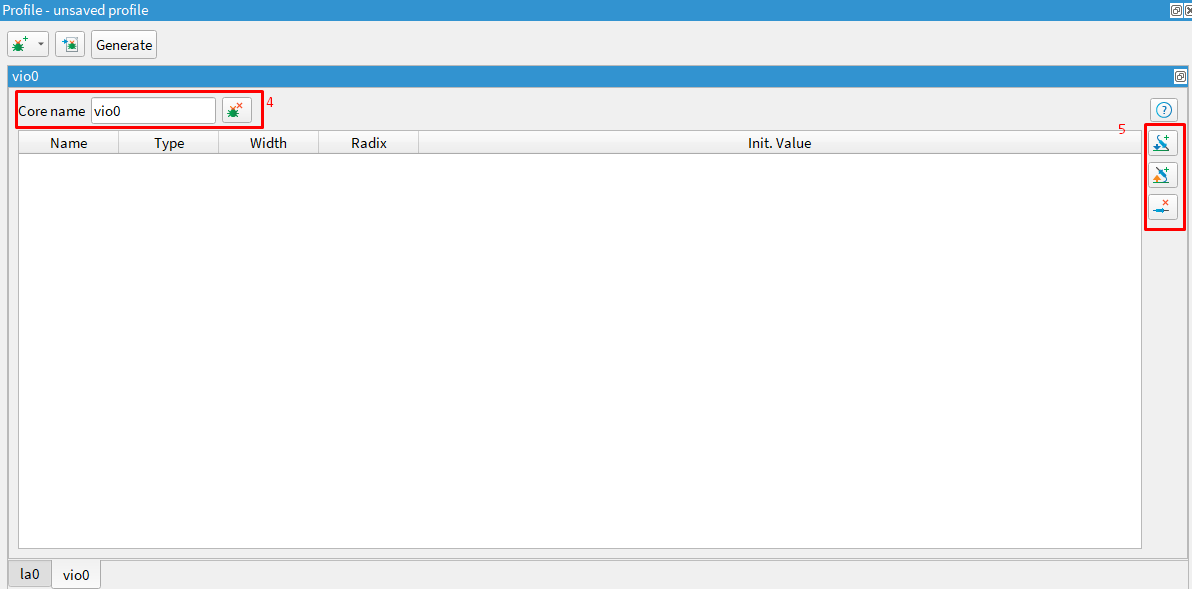 Profile - unsaved profile
Generate
vio0
Core name vio0
4
?
5
Name Type Width Radix Init. Value
la0 vio0